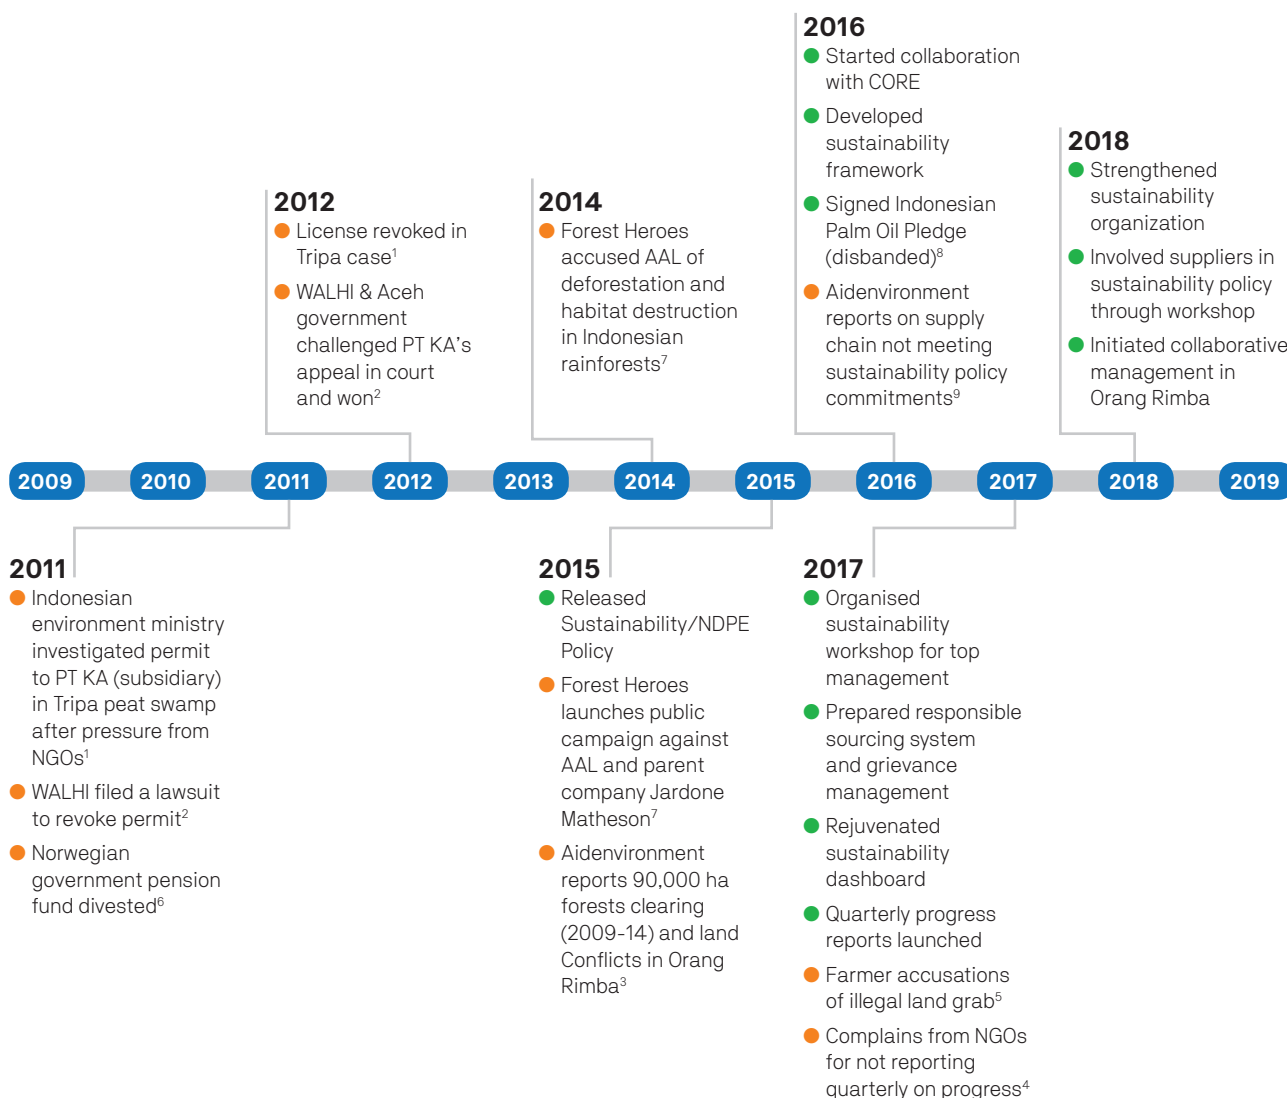 2016
Started collaboration
with CORE
Developed
sustainability
framework
Signed Indonesian
Palm Oil Pledge
(disbanded)⁸
Aidenvironment
reports on supply
chain not meeting
sustainability policy
commitments⁹
2018
Strengthened
sustainability
organization
Involved suppliers in
sustainability policy
through workshop
Initiated collaborative
management in
Orang Rimba
2012
License revoked in
Tripa case¹
WALHI & Aceh
government
challenged PT KA’s
appeal in court
and won²
2014
Forest Heroes
accused AAL of
deforestation and
habitat destruction
in Indonesian
rainforests⁷
2009 2010 2011 2012 2013 2014 2015 2016 2017 2018 2019
2011
Indonesian
environment ministry
investigated permit
to PT KA (subsidiary)
in Tripa peat swamp
after pressure from
NGOs¹
WALHI filed a lawsuit
to revoke permit²
Norwegian
government pension
fund divested⁶
2015
Released
Sustainability/NDPE
Policy
Forest Heroes
launches public
campaign against
AAL and parent
company Jardone
Matheson⁷
Aidenvironment
reports 90,000 ha
forests clearing
(2009-14) and land
Conflicts in Orang
Rimba³
2017
Organised
sustainability
workshop for top
management
Prepared responsible
sourcing system
and grievance
management
Rejuvenated
sustainability
dashboard
Quarterly progress
reports launched
Farmer accusations
of illegal land grab⁵
Complains from NGOs
for not reporting
quarterly on progress⁴